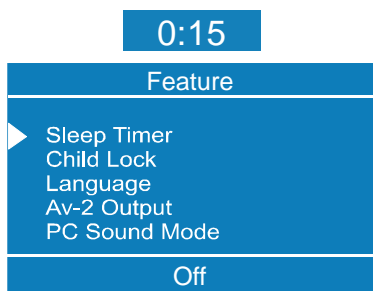 0:15
Feature
Sleep Timer
Child Lock
Language
Av-2 Output
PC Sound Mode
Off